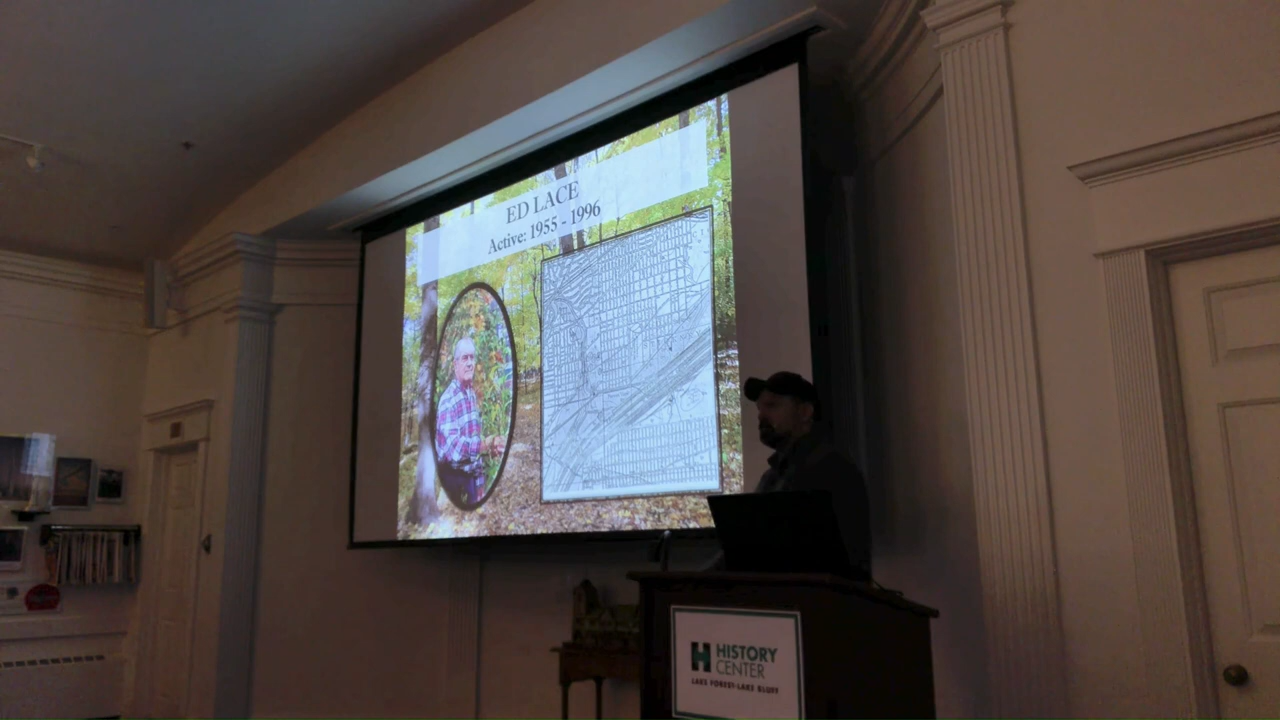 ED LACE
Active: 1955 - 1996
H HISTORY
CENTER
LAKE FOREST-LAKE BLUFF